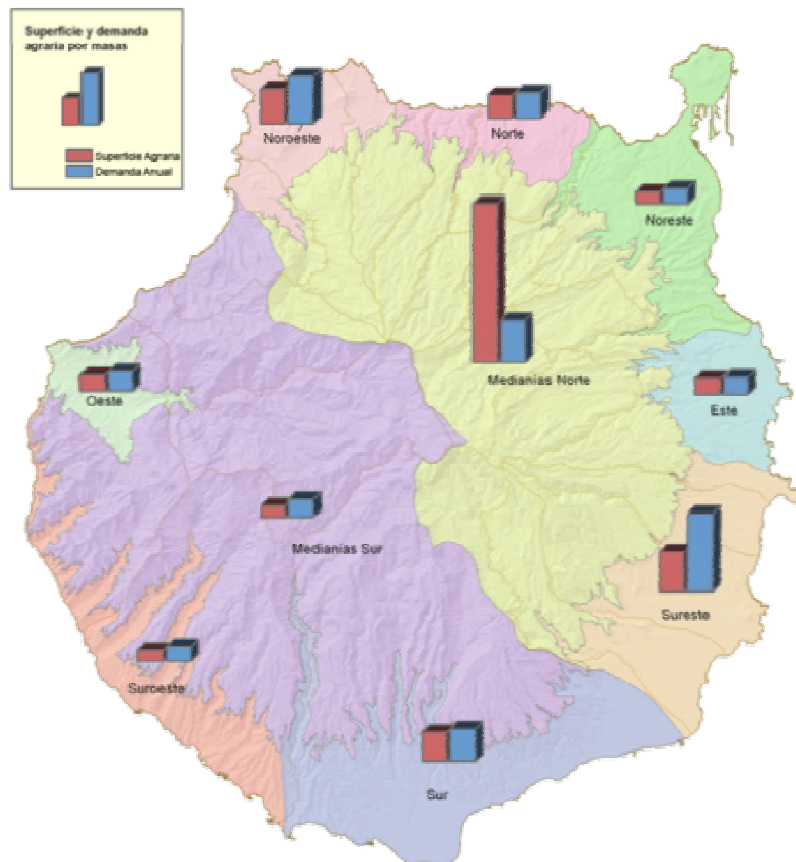 Superficie y demanda
agraria por masas
Superficie Agraria
Demanda Anual
Noroeste
Norte
Noreste
Medianías Norte
Oeste
Este
Medianías Sur
Sureste
Suroeste
Sur